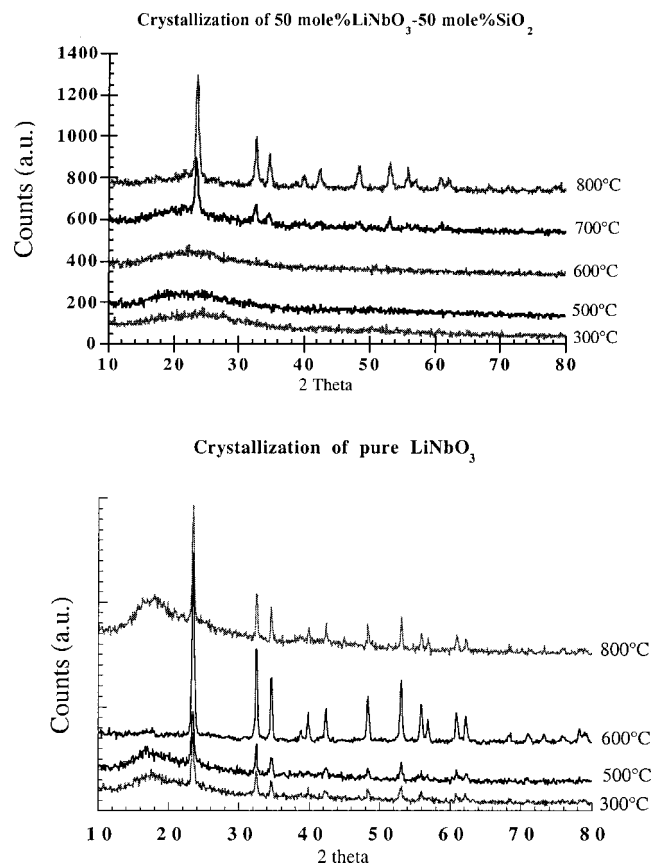 Crystallization of 50 mole%LiNbO3-50 mole%SiO2
Counts (a.u.)
1400
1200
1000
800
600
400
200
0
800°C
700°C
600°C
500°C
300°C
10 20 30 40 50 60 70 80
2 Theta
Crystallization of pure LiNbO3
Counts (a.u.)
800°C
600°C
500°C
300°C
10 20 30 40 50 60 70 80
2 theta